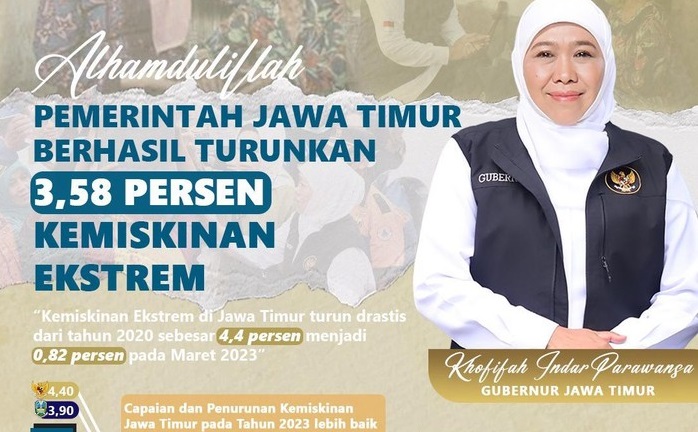 Alhamdulillah
PEMERINTAH JAWA TIMUR
BERHASIL TURUNKAN
3,58 PERSEN
KEMISKINAN
EKSTREM
"Kemiskinan Ekstrem di Jawa Timur turun drastis
dari tahun 2020 sebesar 4,4 persen menjadi
0,82 persen pada Maret 2023"
GUBERN
Khofifah Indar Parawansa
GUBERNUR JAWA TIMUR
4,40
3,90
Capaian dan Penurunan Kemiskinan
Jawa Timur pada Tahun 2023 lebih baik